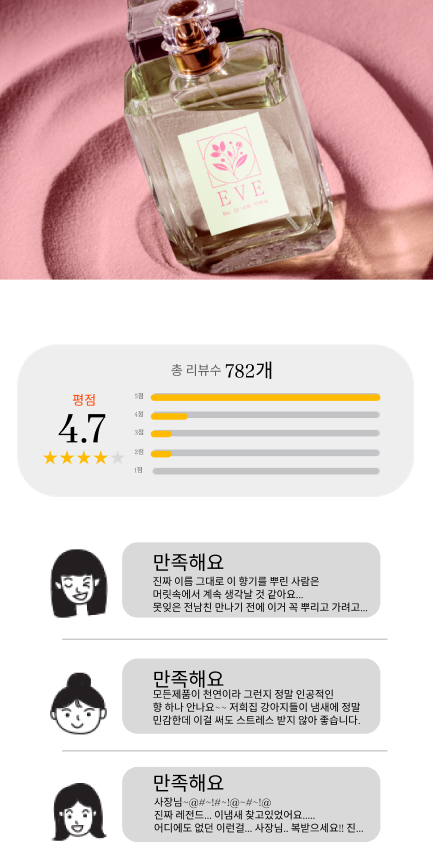 EVE
총 리뷰수 782개
평점
4.7
5점
4점
3점
2점
1점
만족해요
진짜 이름 그대로 이 향기를 뿌린 사람은
머릿속에서 계속 생각날 것 같아요...
못잊은 전남친 만나기 전에 이거 꼭 뿌리고 가려고...
만족해요
모든제품이 천연이라 그런지 정말 인공적인
향 하나 안나요~~ 저희집 강아지들이 냄새에 정말
민감한데 이걸 써도 스트레스 받지 않아 좋습니다.
만족해요
사장님~@#~!#~!@~#~!@
진짜 레전드... 이냄새 찾고있었어요.....
어디에도 없던 이런걸... 사장님.. 복받으세요!! 진...